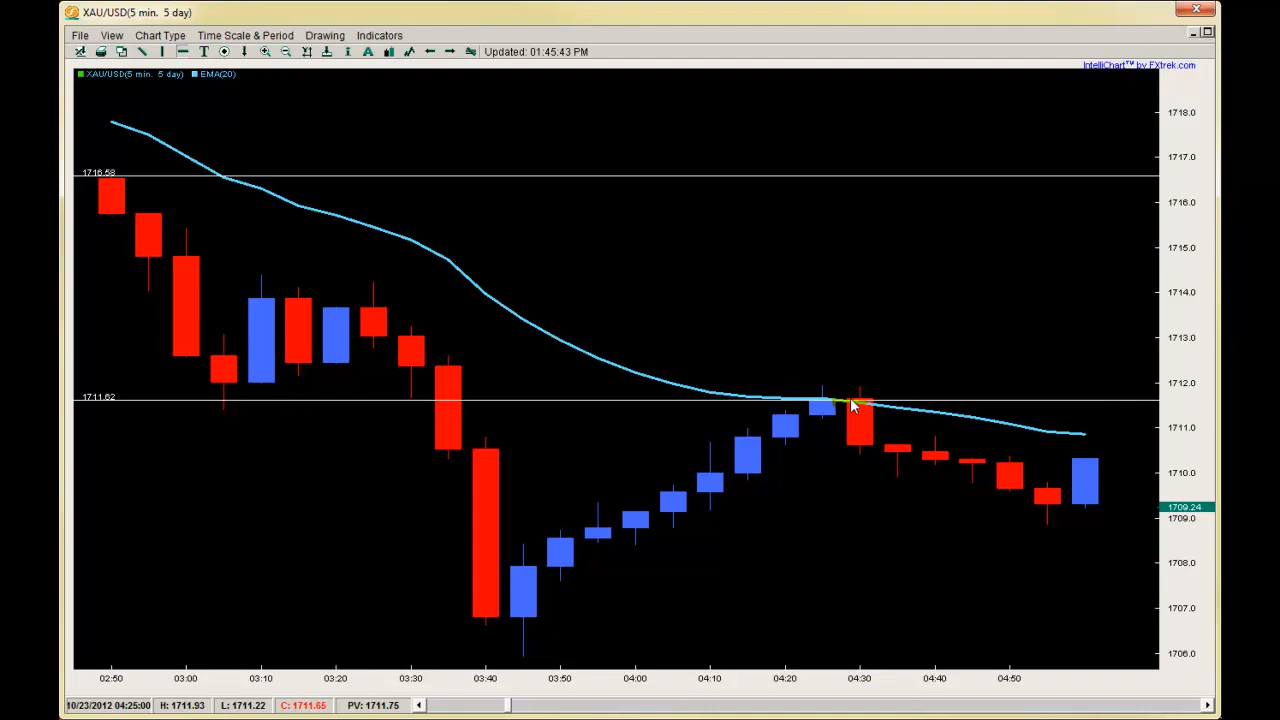 XAU/USD(5 min. 5 day)
File View Chart Type Time Scale & Period Drawing Indicators
Updated: 01:45:43 PM
IntelliChart™ by FXtrek.com
XAU/USD(5 min. 5 day) EMA(20)
1718.0
1717.0
1716.58
1716.0
1715.0
1714.0
1713.0
1712.0
1711.62
1711.0
1710.0
1709.24
1709.0
1708.0
1707.0
1706.0
02:50 03:00 03:10 03:20 03:30 03:40 03:50 04:00 04:10 04:20 04:30 04:40 04:50
10/23/2012 04:25:00 H: 1711.93 L: 1711.22 C: 1711.65 PV: 1711.75